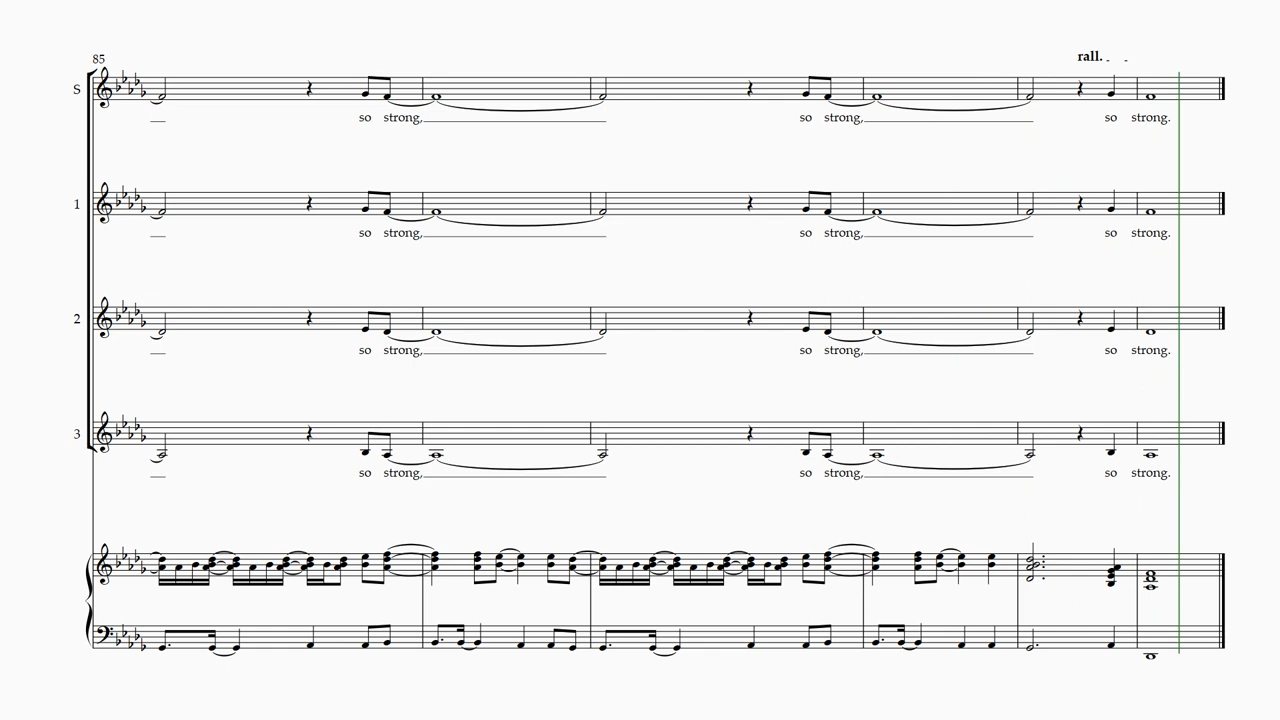 85
rall. - -
S
so strong, so strong, so strong.
1
so strong, so strong, so strong.
2
so strong, so strong, so strong.
3
so strong, so strong, so strong.